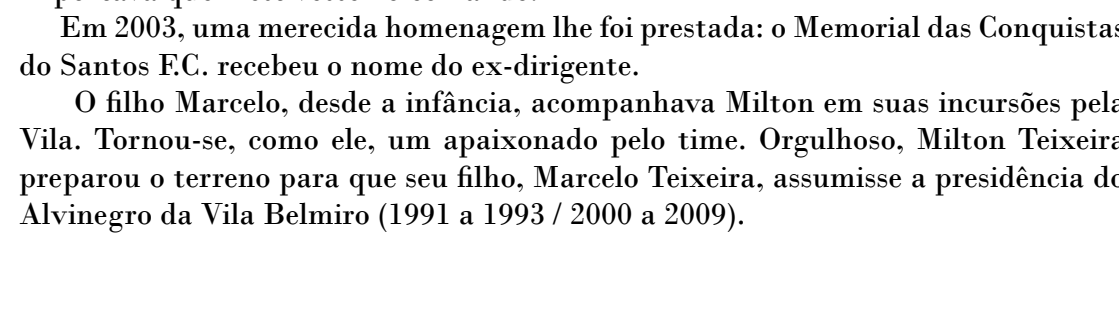 Em 2003, uma merecida homenagem lhe foi prestada: o Memorial das Conquistas
do Santos F.C. recebeu o nome do ex-dirigente.
O filho Marcelo, desde a infância, acompanhava Milton em suas incursões pela
Vila. Tornou-se, como ele, um apaixonado pelo time. Orgulhoso, Milton Teixeira
preparou o terreno para que seu filho, Marcelo Teixeira, assumisse a presidência do
Alvinegro da Vila Belmiro (1991 a 1993 / 2000 a 2009).